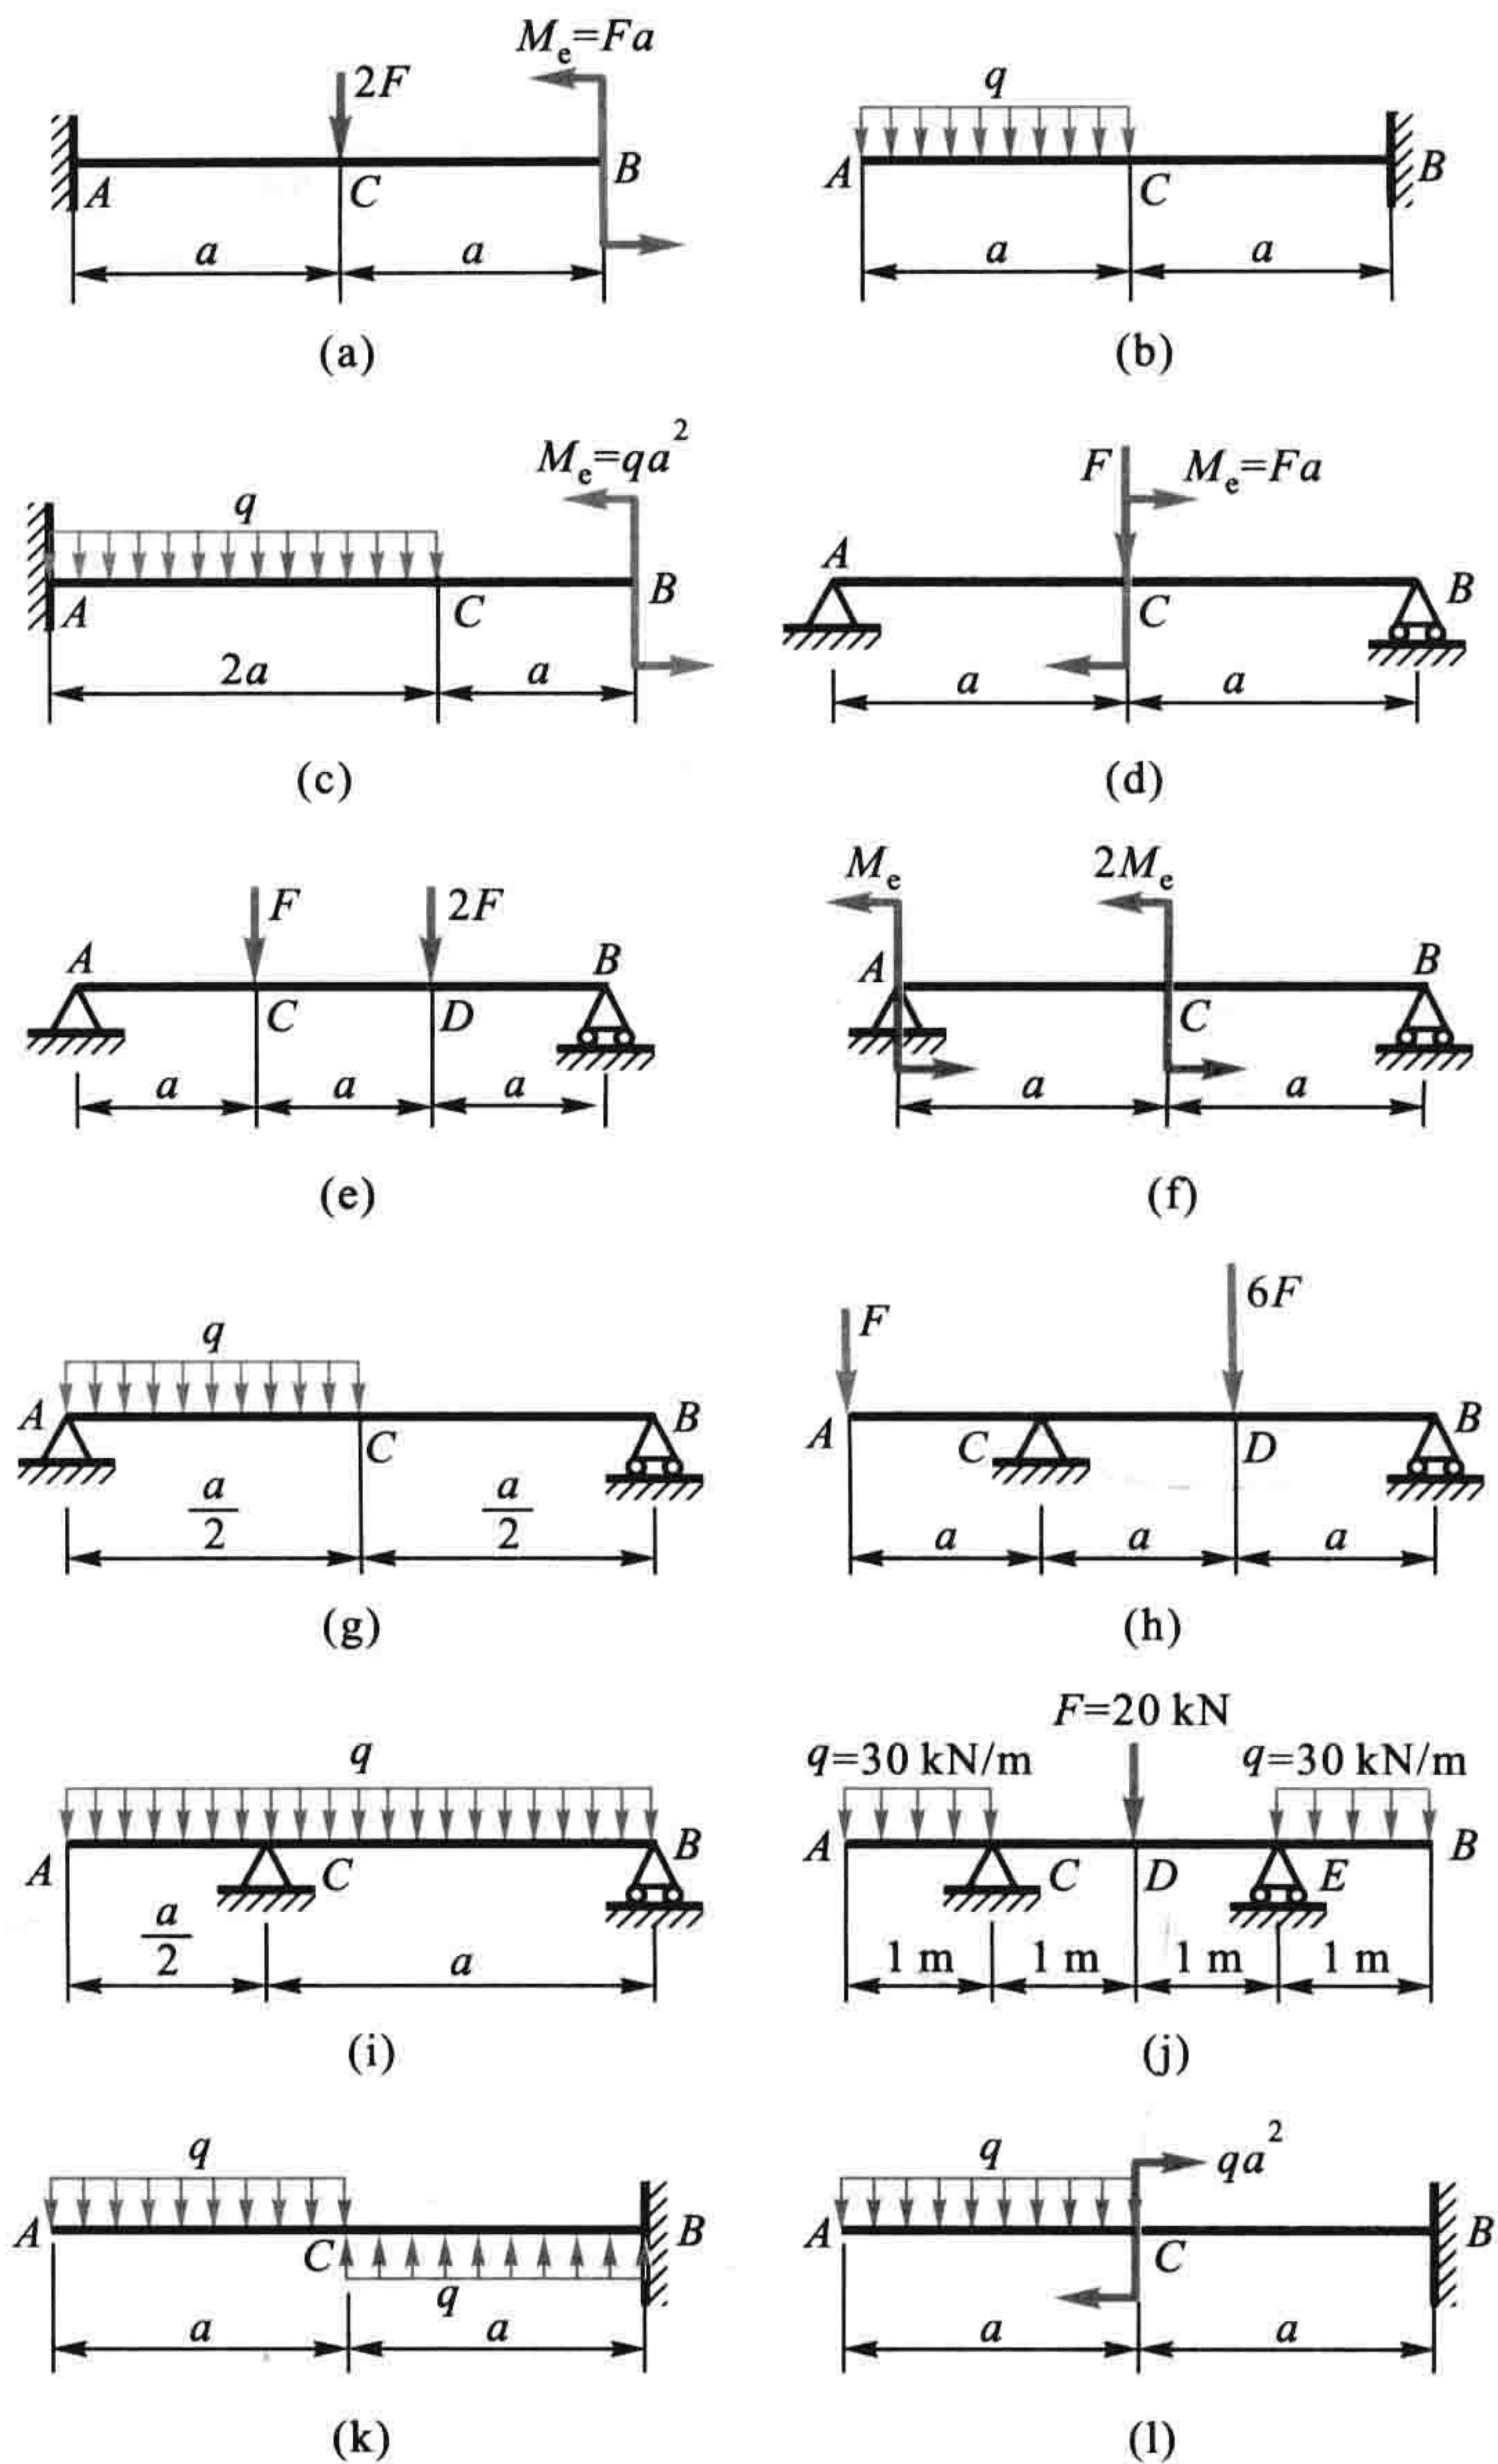 Mₑ=Fa
2F
A
C
B
a
a
(a)
q
A
C
B
a
a
(b)
Mₑ=qa²
q
A
C
B
2a
a
(c)
F
Mₑ=Fa
A
C
B
a
a
(d)
F
2F
A
B
C
D
a
a
a
(e)
Mₑ
2Mₑ
A
B
C
a
a
(f)
q
A
B
C
a/2
a/2
(g)
F
6F
A
C
D
B
a
a
a
(h)
q
A
C
B
a/2
a
(i)
F=20 kN
q=30 kN/m
q=30 kN/m
A
C
D
E
B
1 m
1 m
1 m
1 m
(j)
q
A
C
B
q
a
a
(k)
q
qa²
A
C
B
a
a
(l)